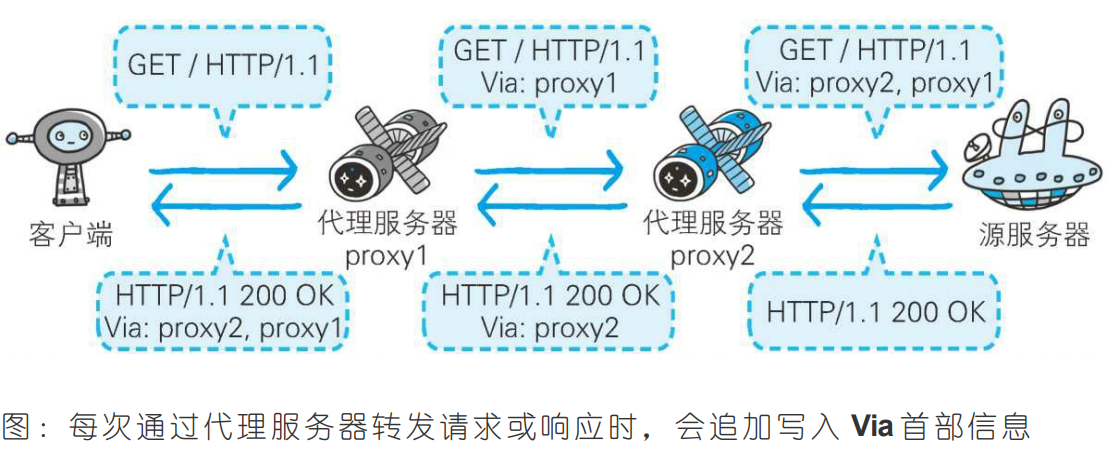 GET / HTTP/1.1
GET / HTTP/1.1
Via: proxy1
GET / HTTP/1.1
Via: proxy2, proxy1
客户端
代理服务器
proxy1
代理服务器
proxy2
源服务器
HTTP/1.1 200 OK
Via: proxy2, proxy1
HTTP/1.1 200 OK
Via: proxy2
HTTP/1.1 200 OK
图：每次通过代理服务器转发请求或响应时，会追加写入 Via 首部信息